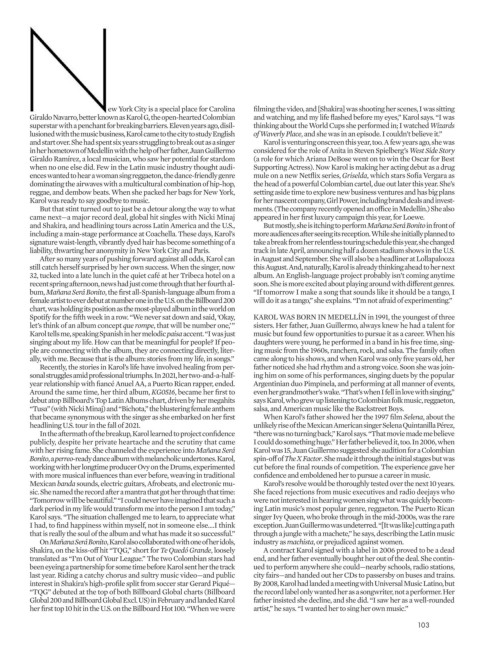 New York City is a special place for Carolina
Giraldo Navarro, better known as Karol G, the open-hearted Colombian
superstar with a penchant for breaking barriers. Eleven years ago, disil-
lusioned with the music business, Karol came to the city to study English
and start over. She had spent six years struggling to break out as a singer
in her hometown of Medellín with the help of her father, Juan Guillermo
Giraldo Ramírez, a local musician, who saw her potential for stardom
when no one else did. Few in the Latin music industry thought audi-
ences wanted to hear a woman sing reggaeton, the dance-friendly genre
dominating the airwaves with a multicultural combination of hip-hop,
reggae, and dembow beats. When she packed her bags for New York,
Karol was ready to say goodbye to music.
But that stint turned out to just be a detour along the way to what
came next—a major record deal, global hit singles with Nicki Minaj
and Shakira, and headlining tours across Latin America and the U.S.,
including a main-stage performance at Coachella. These days, Karol's
signature waist-length, vibrantly dyed hair has become something of a
liability, thwarting her anonymity in New York City and Paris.
After so many years of pushing forward against all odds, Karol can
still catch herself surprised by her own success. When the singer, now
32, tucked into a late lunch in the quiet café at her Tribeca hotel on a
recent spring afternoon, news had just come through that her fourth al-
bum, Mañana Será Bonito, the first all-Spanish-language album from a
female artist to ever debut at number one in the U.S. on the Billboard 200
chart, was holding its position as the most-played album in the world on
Spotify for the fifth week in a row. "We never sat down and said, 'Okay,
let's think of an album concept que rompe, that will be number one,'"
Karol tells me, speaking Spanish in her melodic paisa accent. "I was just
singing about my life. How can that be meaningful for people? If peo-
ple are connecting with the album, they are connecting directly, liter-
ally, with me. Because that is the album: stories from my life, in songs."
Recently, the stories in Karol's life have involved healing from per-
sonal struggles amid professional triumphs. In 2021, her two-and-a-half-
year relationship with fiancé Anuel AA, a Puerto Rican rapper, ended.
Around the same time, her third album, KG0516, became her first to
debut atop Billboard's Top Latin Albums chart, driven by her megahits
"Tusa" (with Nicki Minaj) and "Bichota," the blustering female anthem
that became synonymous with the singer as she embarked on her first
headlining U.S. tour in the fall of 2021.
In the aftermath of the breakup, Karol learned to project confidence
publicly, despite her private heartache and the scrutiny that came
with her rising fame. She channeled the experience into Mañana Será
Bonito, a perreo-ready dance album with melancholic undertones. Karol,
working with her longtime producer Ovy on the Drums, experimented
with more musical influences than ever before, weaving in traditional
Mexican banda sounds, electric guitars, Afrobeats, and electronic mu-
sic. She named the record after a mantra that got her through that time:
"Tomorrow will be beautiful." "I could never have imagined that such a
dark period in my life would transform me into the person I am today,"
Karol says. "The situation challenged me to learn, to appreciate what
I had, to find happiness within myself, not in someone else.... I think
that is really the soul of the album and what has made it so successful."
On Mañana Será Bonito, Karol also collaborated with one of her idols,
Shakira, on the kiss-off hit "TQG," short for Te Quedó Grande, loosely
translated as "I'm Out of Your League." The two Colombian stars had
been eyeing a partnership for some time before Karol sent her the track
last year. Riding a catchy chorus and sultry music video—and public
interest in Shakira's high-profile split from soccer star Gerard Piqué—
"TQG" debuted at the top of both Billboard Global charts (Billboard
Global 200 and Billboard Global Excl. US) in February and landed Karol
her first top 10 hit in the U.S. on the Billboard Hot 100. "When we were
filming the video, and [Shakira] was shooting her scenes, I was sitting
and watching, and my life flashed before my eyes," Karol says. "I was
thinking about the World Cups she performed in; I watched Wizards
of Waverly Place, and she was in an episode. I couldn't believe it."
Karol is venturing onscreen this year, too. A few years ago, she was
considered for the role of Anita in Steven Spielberg's West Side Story
(a role for which Ariana DeBose went on to win the Oscar for Best
Supporting Actress). Now Karol is making her acting debut as a drug
mule on a new Netflix series, Griselda, which stars Sofía Vergara as
the head of a powerful Colombian cartel, due out later this year. She's
setting aside time to explore new business ventures and has big plans
for her nascent company, Girl Power, including brand deals and invest-
ments. (The company recently opened an office in Medellín.) She also
appeared in her first luxury campaign this year, for Loewe.
But mostly, she is itching to perform Mañana Será Bonito in front of
more audiences after seeing its reception. While she initially planned to
take a break from her relentless touring schedule this year, she changed
track in late April, announcing half a dozen stadium shows in the U.S.
in August and September. She will also be a headliner at Lollapalooza
this August. And, naturally, Karol is already thinking ahead to her next
album. An English-language project probably isn't coming anytime
soon. She is more excited about playing around with different genres.
"If tomorrow I make a song that sounds like it should be a tango, I
will do it as a tango," she explains. "I'm not afraid of experimenting."
KAROL WAS BORN IN MEDELLÍN in 1991, the youngest of three
sisters. Her father, Juan Guillermo, always knew he had a talent for
music but found few opportunities to pursue it as a career. When his
daughters were young, he performed in a band in his free time, sing-
ing music from the 1960s, ranchera, rock, and salsa. The family often
came along to his shows, and when Karol was only five years old, her
father noticed she had rhythm and a strong voice. Soon she was join-
ing him on some of his performances, singing duets by the popular
Argentinian duo Pimpinela, and performing at all manner of events,
even her grandmother's wake. "That's when I fell in love with singing,"
says Karol, who grew up listening to Colombian folk music, reggaeton,
salsa, and American music like the Backstreet Boys.
When Karol's father showed her the 1997 film Selena, about the
unlikely rise of the Mexican American singer Selena Quintanilla Pérez,
"there was no turning back," Karol says. "That movie made me believe
I could do something huge." Her father believed it, too. In 2006, when
Karol was 15, Juan Guillermo suggested she audition for a Colombian
spin-off of The X Factor. She made it through the initial stages but was
cut before the final rounds of competition. The experience gave her
confidence and emboldened her to pursue a career in music.
Karol's resolve would be thoroughly tested over the next 10 years.
She faced rejections from music executives and radio deejays who
were not interested in hearing women sing what was quickly becom-
ing Latin music's most popular genre, reggaeton. The Puerto Rican
singer Ivy Queen, who broke through in the mid-2000s, was the rare
exception. Juan Guillermo was undeterred. "[It was like] cutting a path
through a jungle with a machete," he says, describing the Latin music
industry as machista, or prejudiced against women.
A contract Karol signed with a label in 2006 proved to be a dead
end, and her father eventually bought her out of the deal. She contin-
ued to perform anywhere she could—nearby schools, radio stations,
city fairs—and handed out her CDs to passersby on buses and trains.
By 2008, Karol had landed a meeting with Universal Music Latino, but
the record label only wanted her as a songwriter, not a performer. Her
father insisted she decline, and she did. "I saw her as a well-rounded
artist," he says. "I wanted her to sing her own music."
103